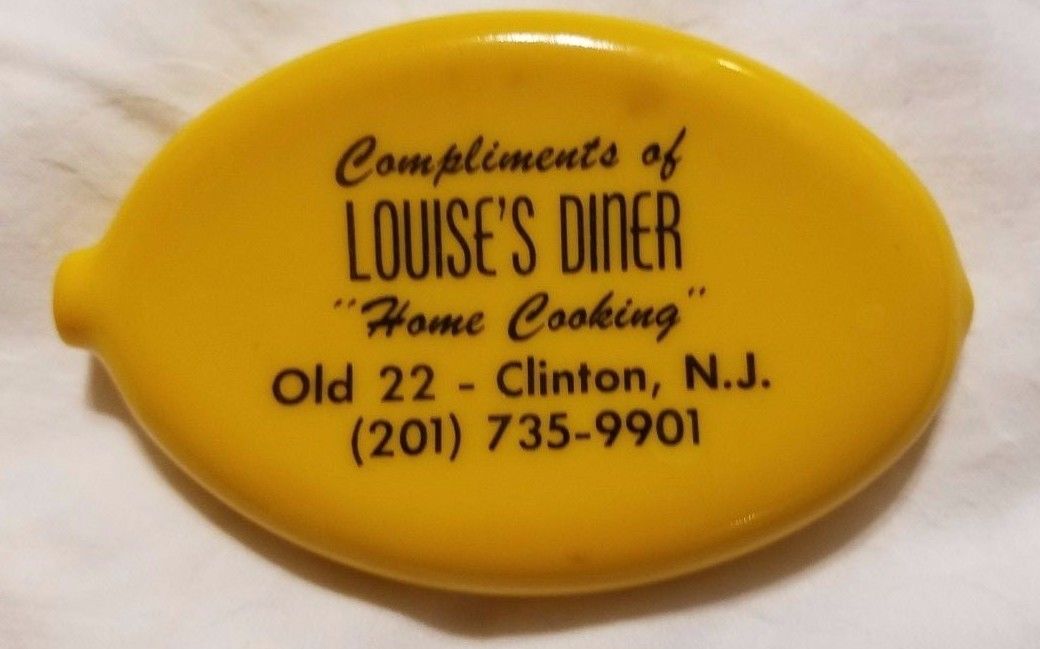 Compliments of
LOUISE'S DINER
"Home Cooking"
Old 22 - Clinton, N.J.
(201) 735-9901